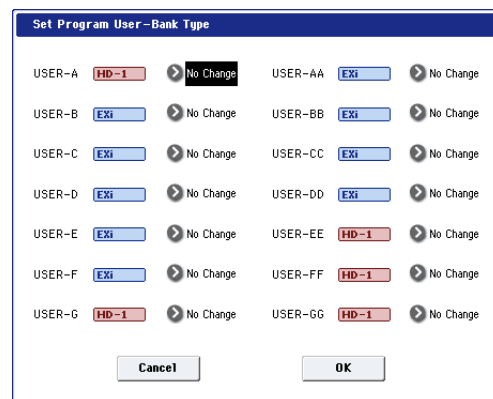 Set Program User-Bank Type
USER-A HD-1 No Change USER-AA EXi No Change
USER-B EXi No Change USER-BB EXi No Change
USER-C EXi No Change USER-CC EXi No Change
USER-D EXi No Change USER-DD EXi No Change
USER-E EXi No Change USER-EE HD-1 No Change
USER-F EXi No Change USER-FF HD-1 No Change
USER-G HD-1 No Change USER-GG HD-1 No Change
Cancel OK